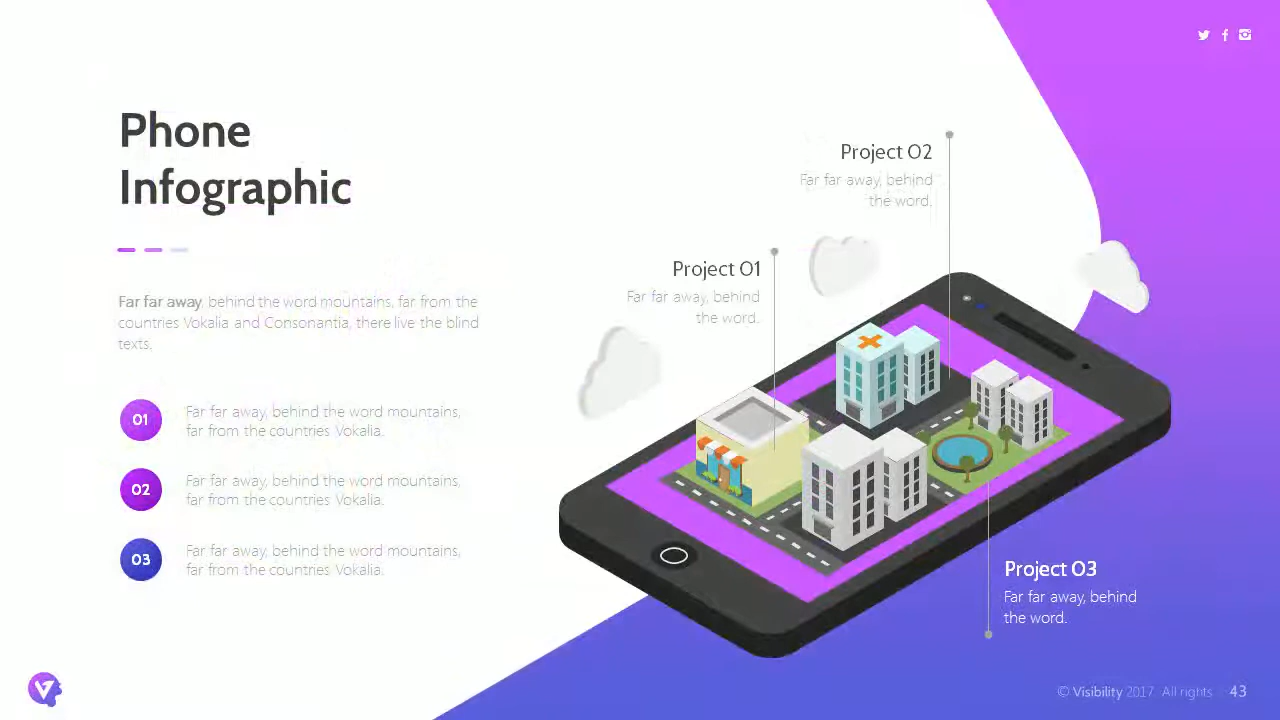 Phone
Infographic
Far far away, behind the word mountains, far from the
countries Vokalia and Consonantia, there live the blind
texts.
01
Far far away, behind the word mountains,
far from the countries Vokalia.
02
Far far away, behind the word mountains,
far from the countries Vokalia.
03
Far far away, behind the word mountains,
far from the countries Vokalia.
Project 01
Far far away, behind
the word.
Project 02
Far far away, behind
the word.
Project 03
Far far away, behind
the word.
© Visibility 2017 All rights 43